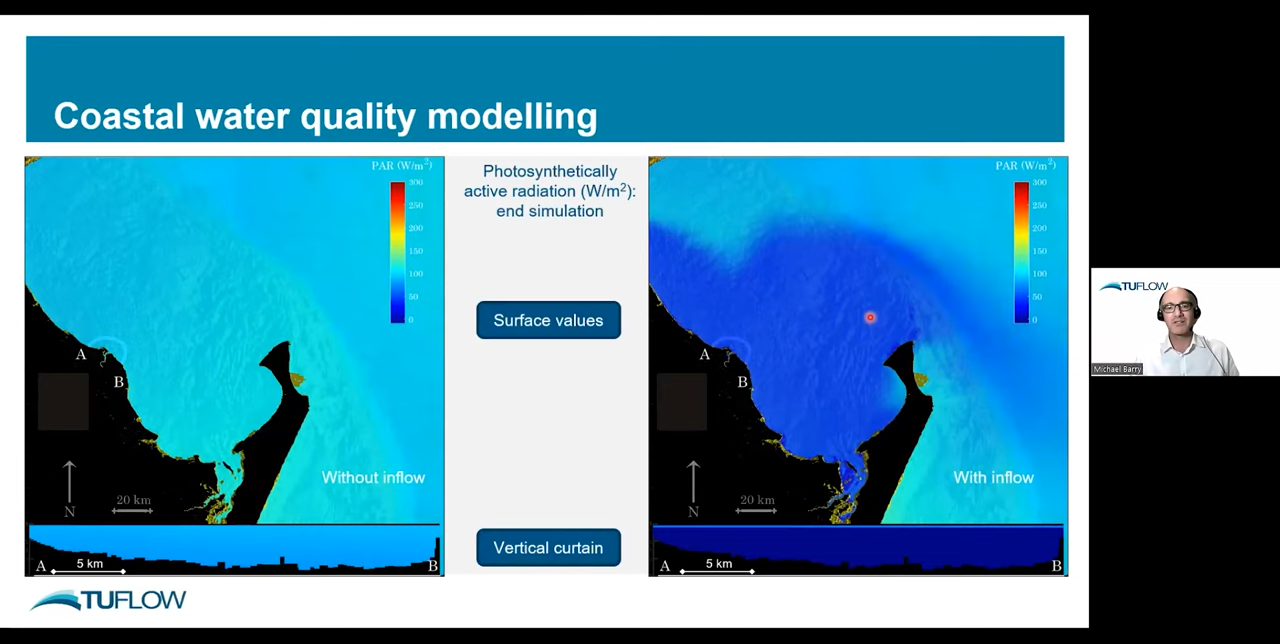 Coastal water quality modelling
PAR (W/m²)
300
250
200
150
100
50
0
A
B
N
20 km
Without inflow
A
5 km
B
Photosynthetically
active radiation (W/m²):
end simulation
Surface values
Vertical curtain
PAR (W/m²)
300
250
200
150
100
50
0
A
B
N
20 km
With inflow
A
5 km
B
TUFLOW
TUFLOW
Michael Barry